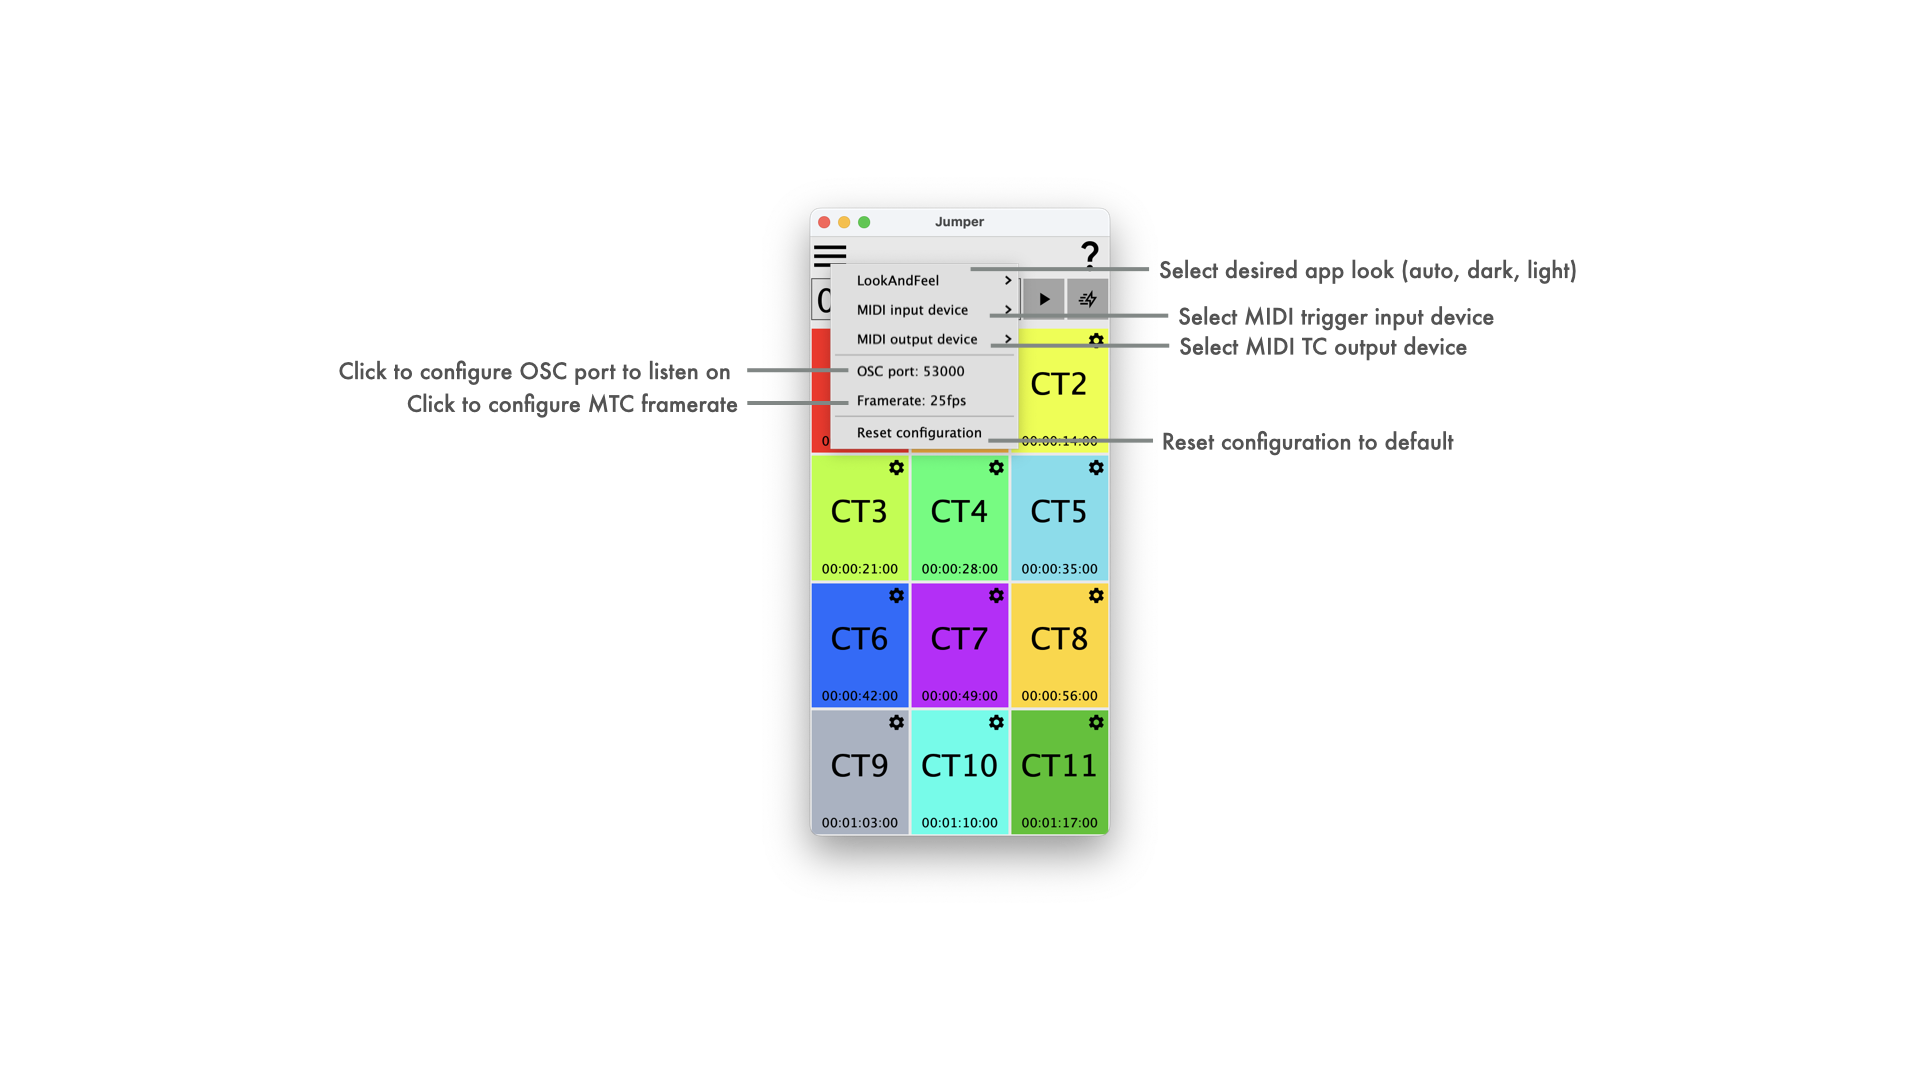 Jumper
?
Select desired app look (auto, dark, light)
LookAndFeel
0
MIDI input device
Select MIDI trigger input device
MIDI output device
Select MIDI TC output device
Click to configure OSC port to listen on
OSC port: 53000
CT2
Click to configure MTC framerate
Framerate: 25fps
Reset configuration
0
00:00:14:00
Reset configuration to default
CT3
CT4
CT5
00:00:21:00
00:00:28:00
00:00:35:00
CT6
CT7
CT8
00:00:42:00
00:00:49:00
00:00:56:00
CT9
CT10
CT11
00:01:03:00
00:01:10:00
00:01:17:00